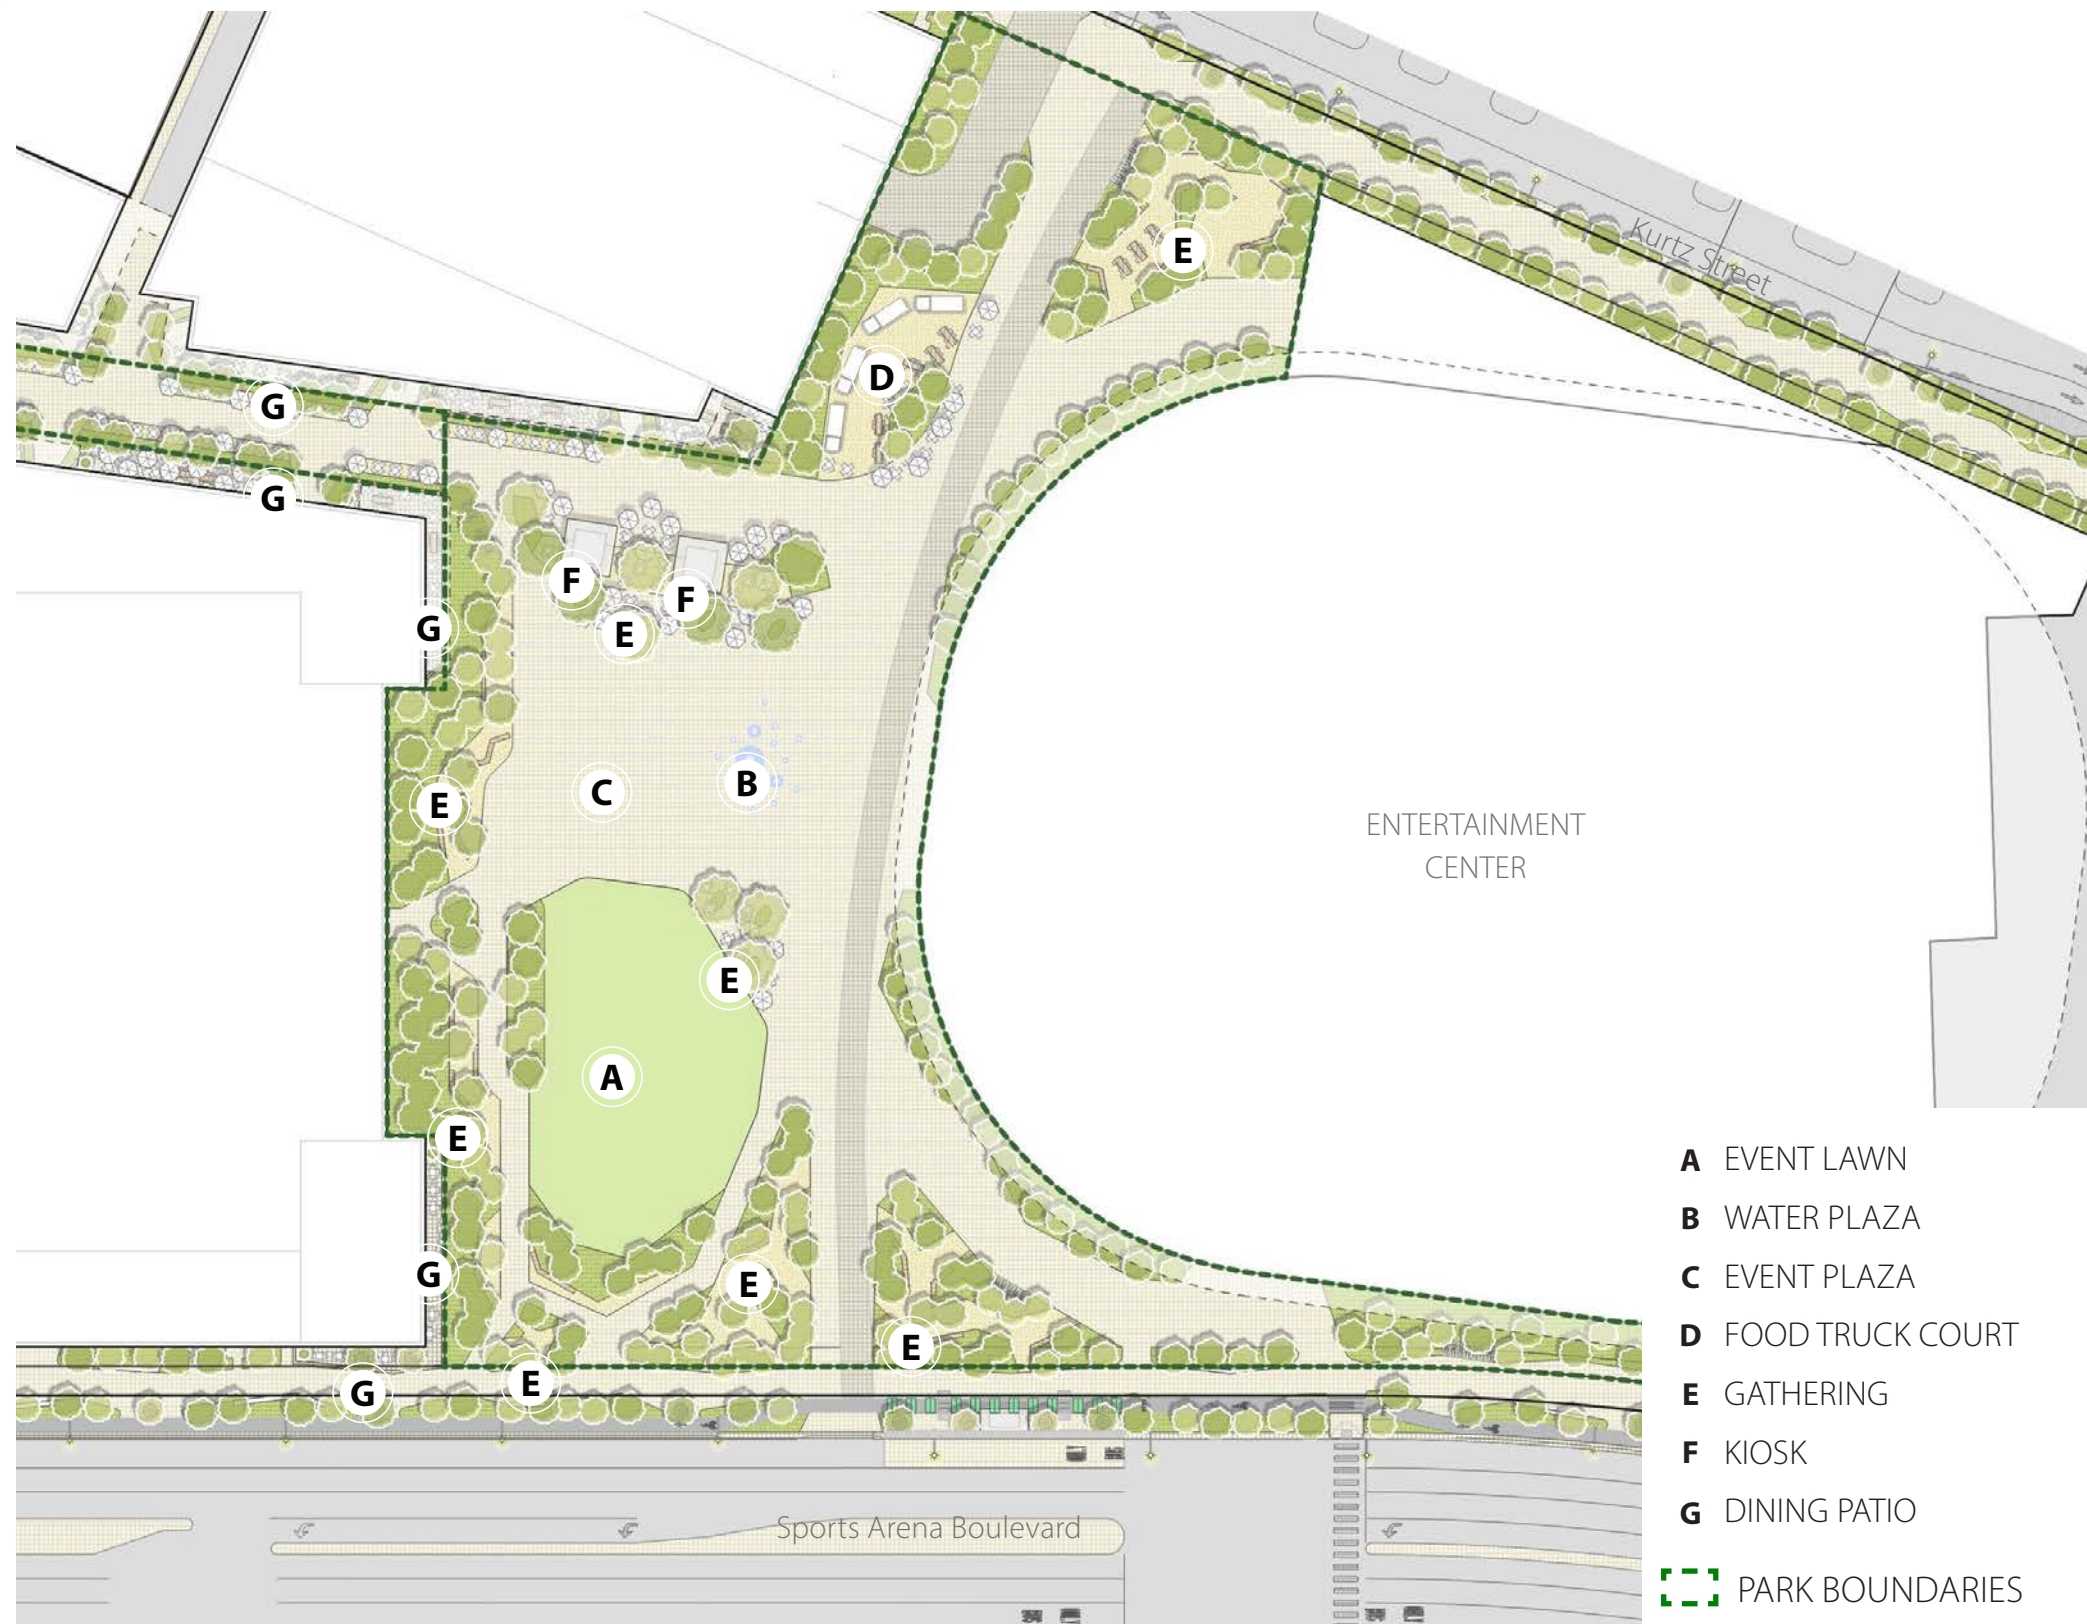 Kurtz Street
E
D
G
G
F
F
G
E
E
C
B
ENTERTAINMENT
CENTER
E
A
E
G
E
E
E
G
Sports Arena Boulevard
A EVENT LAWN
B WATER PLAZA
C EVENT PLAZA
D FOOD TRUCK COURT
E GATHERING
F KIOSK
G DINING PATIO
PARK BOUNDARIES